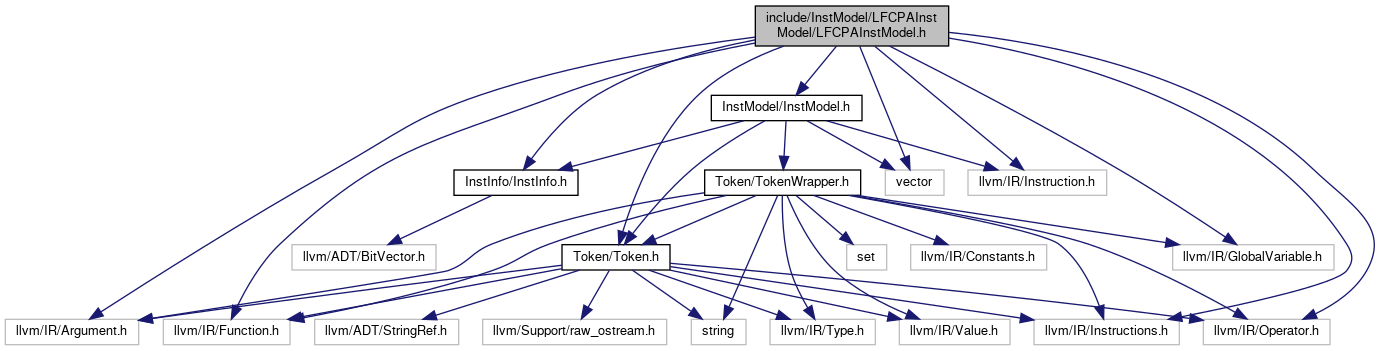 include/InstModel/LFCPAInst
Model/LFCPAInstModel.h
InstModel/InstModel.h
InstInfo/InstInfo.h
Token/TokenWrapper.h
vector
llvm/IR/Instruction.h
llvm/ADT/BitVector.h
Token/Token.h
set
llvm/IR/Constants.h
llvm/IR/GlobalVariable.h
llvm/IR/Argument.h
llvm/IR/Function.h
llvm/ADT/StringRef.h
llvm/Support/raw_ostream.h
string
llvm/IR/Type.h
llvm/IR/Value.h
llvm/IR/Instructions.h
llvm/IR/Operator.h